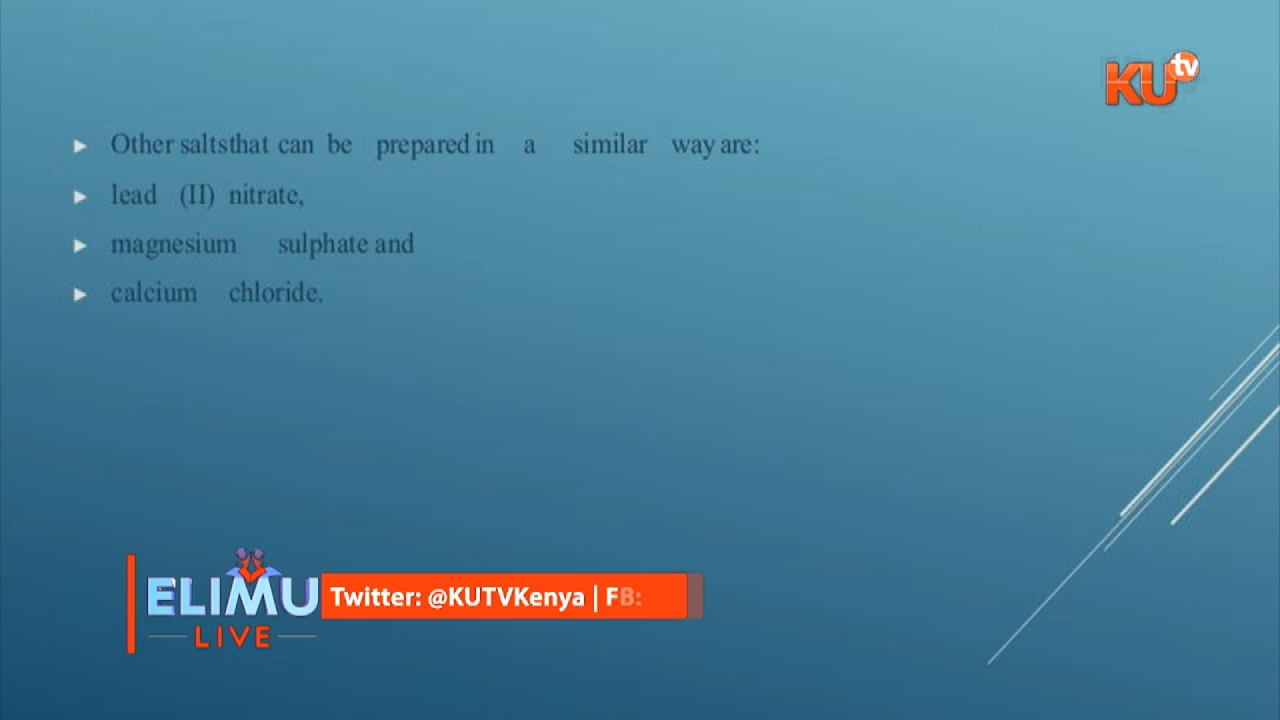 KU tv
Other saltsthat can be prepared in a similar way are:
lead (II) nitrate,
magnesium sulphate and
calcium chloride.
ELIMU
LIVE
Twitter: @KUTVKenya | FB: